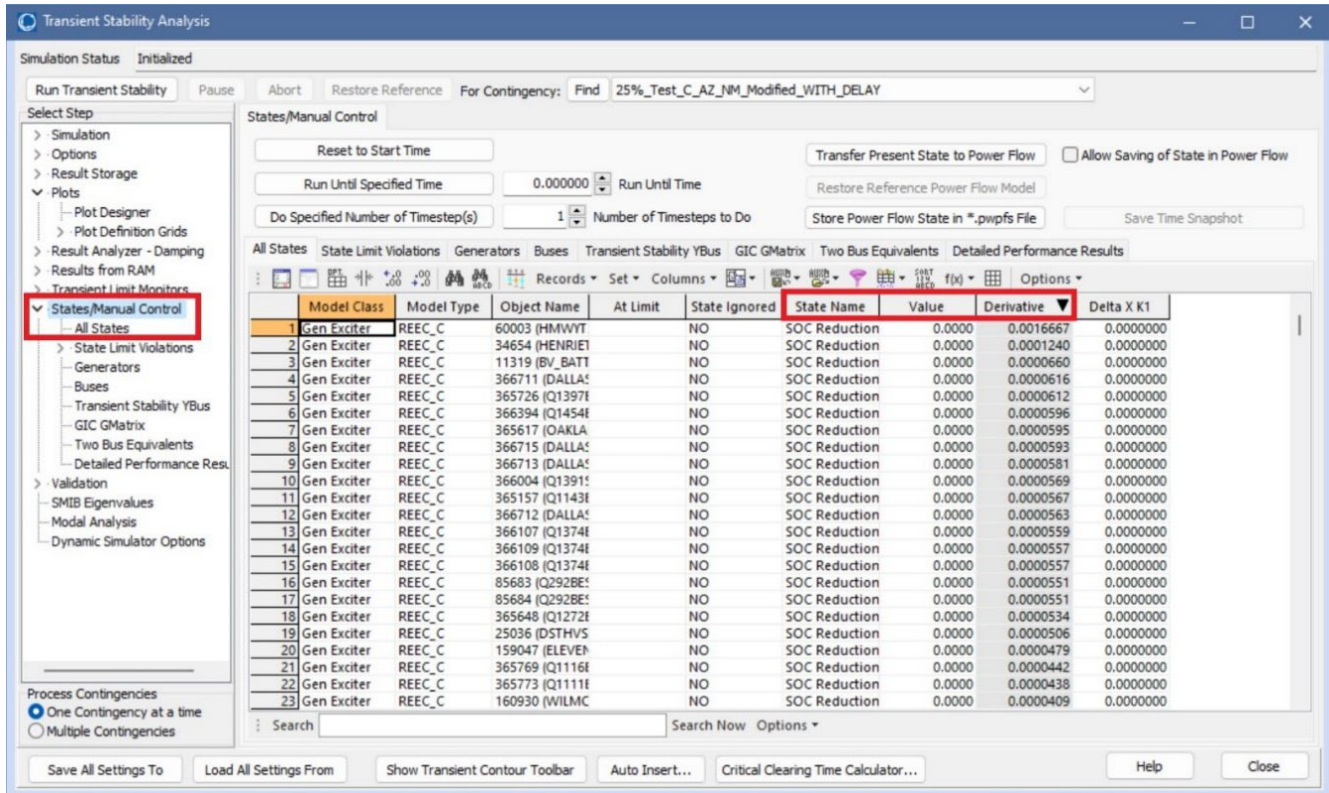 Transient Stability Analysis
Simulation Status Initialized
Run Transient Stability Pause Abort Restore Reference For Contingency: Find 25%_Test_C_AZ_NM_Modified_WITH_DELAY
Select Step
Simulation
Options
Result Storage
Plots
Plot Designer
Plot Definition Grids
Result Analyzer - Damping
Results from RAM
Transient Limit Monitors
States/Manual Control
All States
State Limit Violations
Generators
Buses
Transient Stability YBus
GIC GMatrix
Two Bus Equivalents
Detailed Performance Resu
Validation
SMIB Eigenvalues
Modal Analysis
Dynamic Simulator Options
Process Contingencies
One Contingency at a time
Multiple Contingencies
States/Manual Control
Reset to Start Time
Transfer Present State to Power Flow Allow Saving of State in Power Flow
Run Until Specified Time 0.000000 Run Until Time
Restore Reference Power Flow Model
Do Specified Number of Timestep(s) 1 Number of Timesteps to Do
Store Power Flow State in *.pwpfs File Save Time Snapshot
All States State Limit Violations Generators Buses Transient Stability YBus GIC GMatrix Two Bus Equivalents Detailed Performance Results
Records Set Columns f(x) Options
Model Class Model Type Object Name At Limit State Ignored State Name Value Derivative Delta X K1
1 Gen Exciter REEC_C 60003 (HMWYT NO SOC Reduction 0.0000 0.0016667 0.0000000
2 Gen Exciter REEC_C 34654 (HENRIET NO SOC Reduction 0.0000 0.0001240 0.0000000
3 Gen Exciter REEC_C 11319 (BV_BATT NO SOC Reduction 0.0000 0.0000660 0.0000000
4 Gen Exciter REEC_C 366711 (DALLAS NO SOC Reduction 0.0000 0.0000616 0.0000000
5 Gen Exciter REEC_C 365726 (Q1397E NO SOC Reduction 0.0000 0.0000612 0.0000000
6 Gen Exciter REEC_C 366394 (Q1454E NO SOC Reduction 0.0000 0.0000596 0.0000000
7 Gen Exciter REEC_C 365617 (OAKLA NO SOC Reduction 0.0000 0.0000595 0.0000000
8 Gen Exciter REEC_C 366715 (DALLAS NO SOC Reduction 0.0000 0.0000593 0.0000000
9 Gen Exciter REEC_C 366713 (DALLAS NO SOC Reduction 0.0000 0.0000581 0.0000000
10 Gen Exciter REEC_C 366004 (Q1391S NO SOC Reduction 0.0000 0.0000569 0.0000000
11 Gen Exciter REEC_C 365157 (Q1143E NO SOC Reduction 0.0000 0.0000567 0.0000000
12 Gen Exciter REEC_C 366712 (DALLAS NO SOC Reduction 0.0000 0.0000563 0.0000000
13 Gen Exciter REEC_C 366107 (Q1374E NO SOC Reduction 0.0000 0.0000559 0.0000000
14 Gen Exciter REEC_C 366109 (Q1374E NO SOC Reduction 0.0000 0.0000557 0.0000000
15 Gen Exciter REEC_C 366108 (Q1374E NO SOC Reduction 0.0000 0.0000557 0.0000000
16 Gen Exciter REEC_C 85683 (Q292BES NO SOC Reduction 0.0000 0.0000551 0.0000000
17 Gen Exciter REEC_C 85684 (Q292BES NO SOC Reduction 0.0000 0.0000551 0.0000000
18 Gen Exciter REEC_C 365648 (Q1272E NO SOC Reduction 0.0000 0.0000534 0.0000000
19 Gen Exciter REEC_C 25036 (DSTHVS NO SOC Reduction 0.0000 0.0000506 0.0000000
20 Gen Exciter REEC_C 159047 (ELEVEN NO SOC Reduction 0.0000 0.0000479 0.0000000
21 Gen Exciter REEC_C 365769 (Q1116E NO SOC Reduction 0.0000 0.0000442 0.0000000
22 Gen Exciter REEC_C 365773 (Q1111E NO SOC Reduction 0.0000 0.0000438 0.0000000
23 Gen Exciter REEC_C 160930 (WILMC NO SOC Reduction 0.0000 0.0000409 0.0000000
Search Search Now Options
Save All Settings To Load All Settings From Show Transient Contour Toolbar Auto Insert... Critical Clearing Time Calculator... Help Close